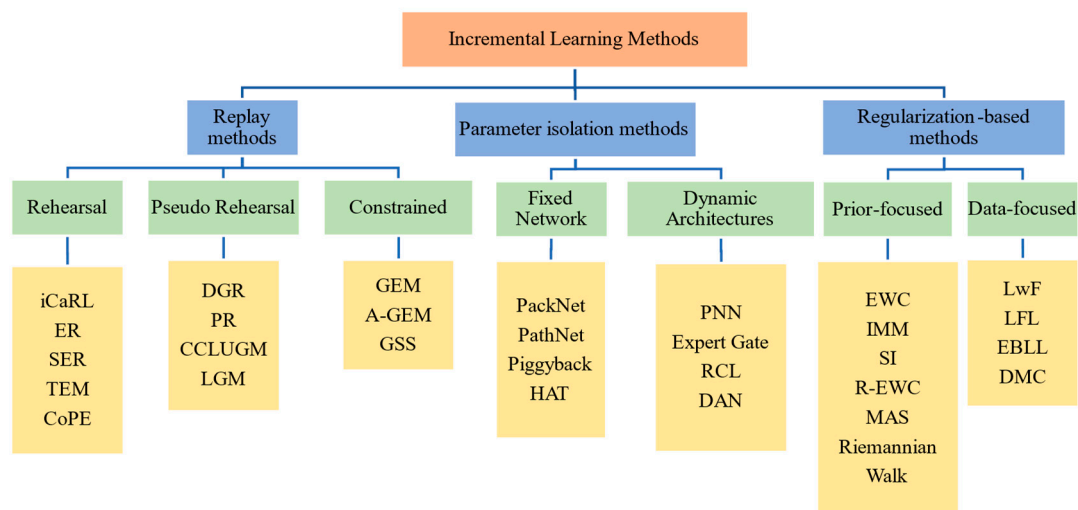 Incremental Learning Methods
Replay
methods
Parameter isolation methods
Regularization-based
methods
Rehearsal
Pseudo Rehearsal
Constrained
Fixed
Network
Dynamic
Architectures
Prior-focused
Data-focused
iCaRL
ER
SER
TEM
CoPE
DGR
PR
CCLUGM
LGM
GEM
A-GEM
GSS
PackNet
PathNet
Piggyback
HAT
PNN
Expert Gate
RCL
DAN
EWC
IMM
SI
R-EWC
MAS
Riemannian
Walk
LwF
LFL
EBLL
DMC